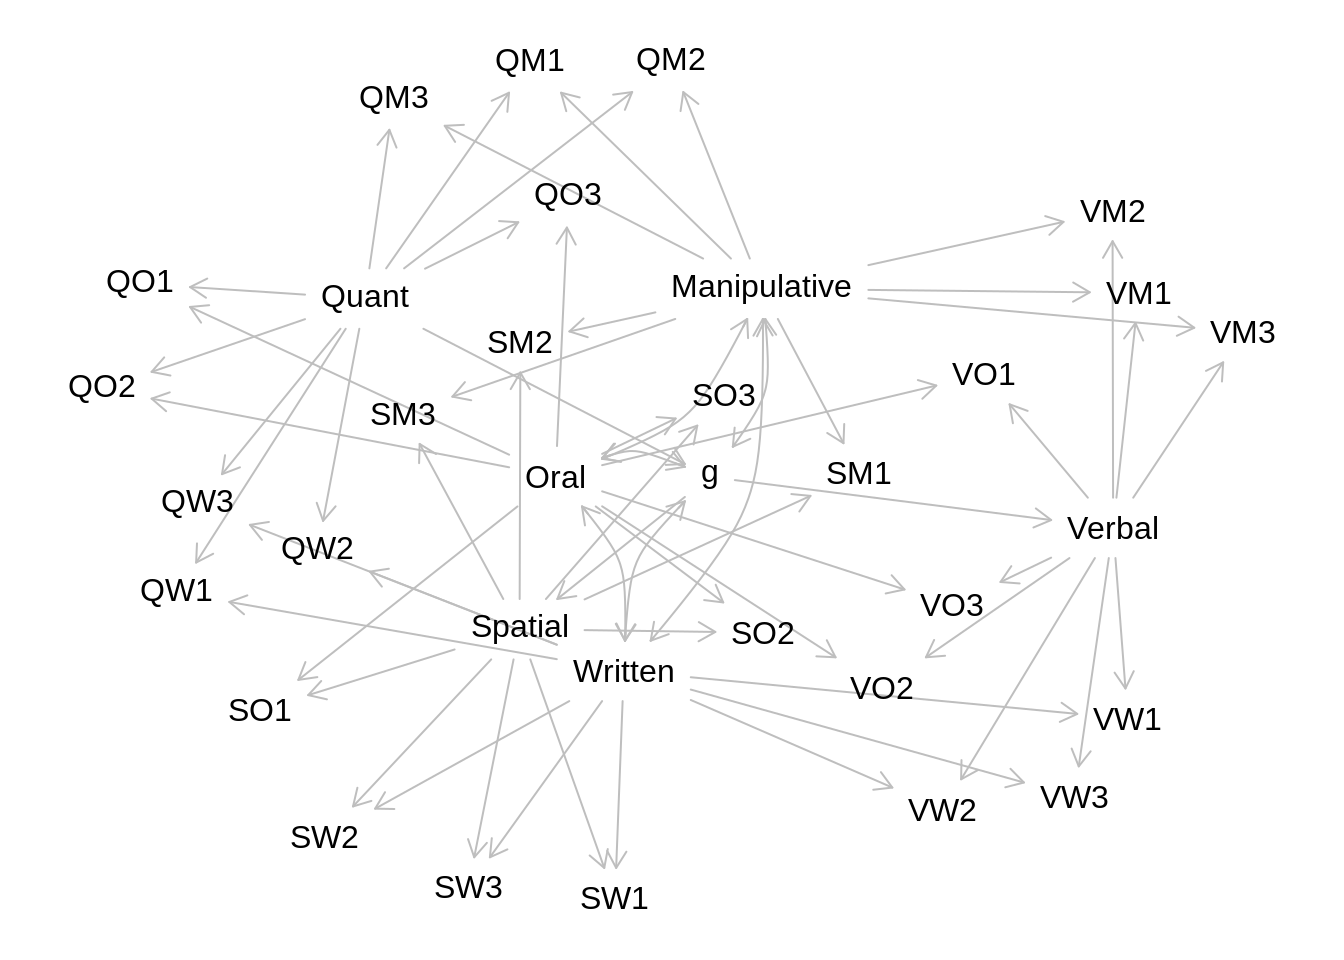 QM1
QM2
QM3
QO3
VM2
QO1
Quant
Manipulative
VM1
VM3
SM2
VO1
QO2
SM3
SO3
Oral
g
SM1
QW3
Verbal
QW2
QW1
VO3
Spatial
SO2
Written
VO2
SO1
VW1
VW3
VW2
SW2
SW3
SW1